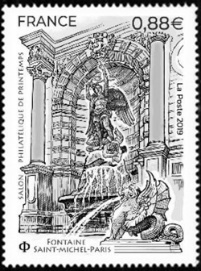 FRANCE 0,88€
La Poste 2019
SALON PHILATÉLIQUE DE PRINTEMPS
FONTAINE
SAINT-MICHEL-PARIS